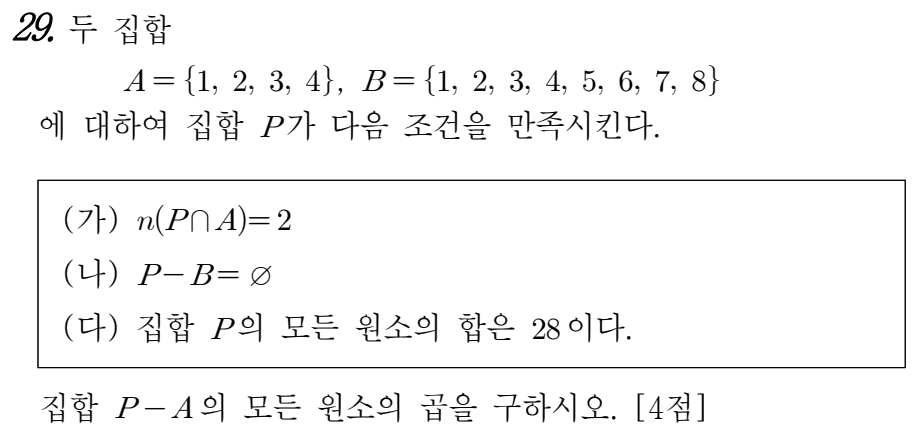 29. 두 집합
A={1, 2, 3, 4}, B={1, 2, 3, 4, 5, 6, 7, 8}
에 대하여 집합 P가 다음 조건을 만족시킨다.
(가) n(P∩A)=2
(나) P-B=∅
(다) 집합 P의 모든 원소의 합은 28이다.
집합 P-A의 모든 원소의 곱을 구하시오. [4점]